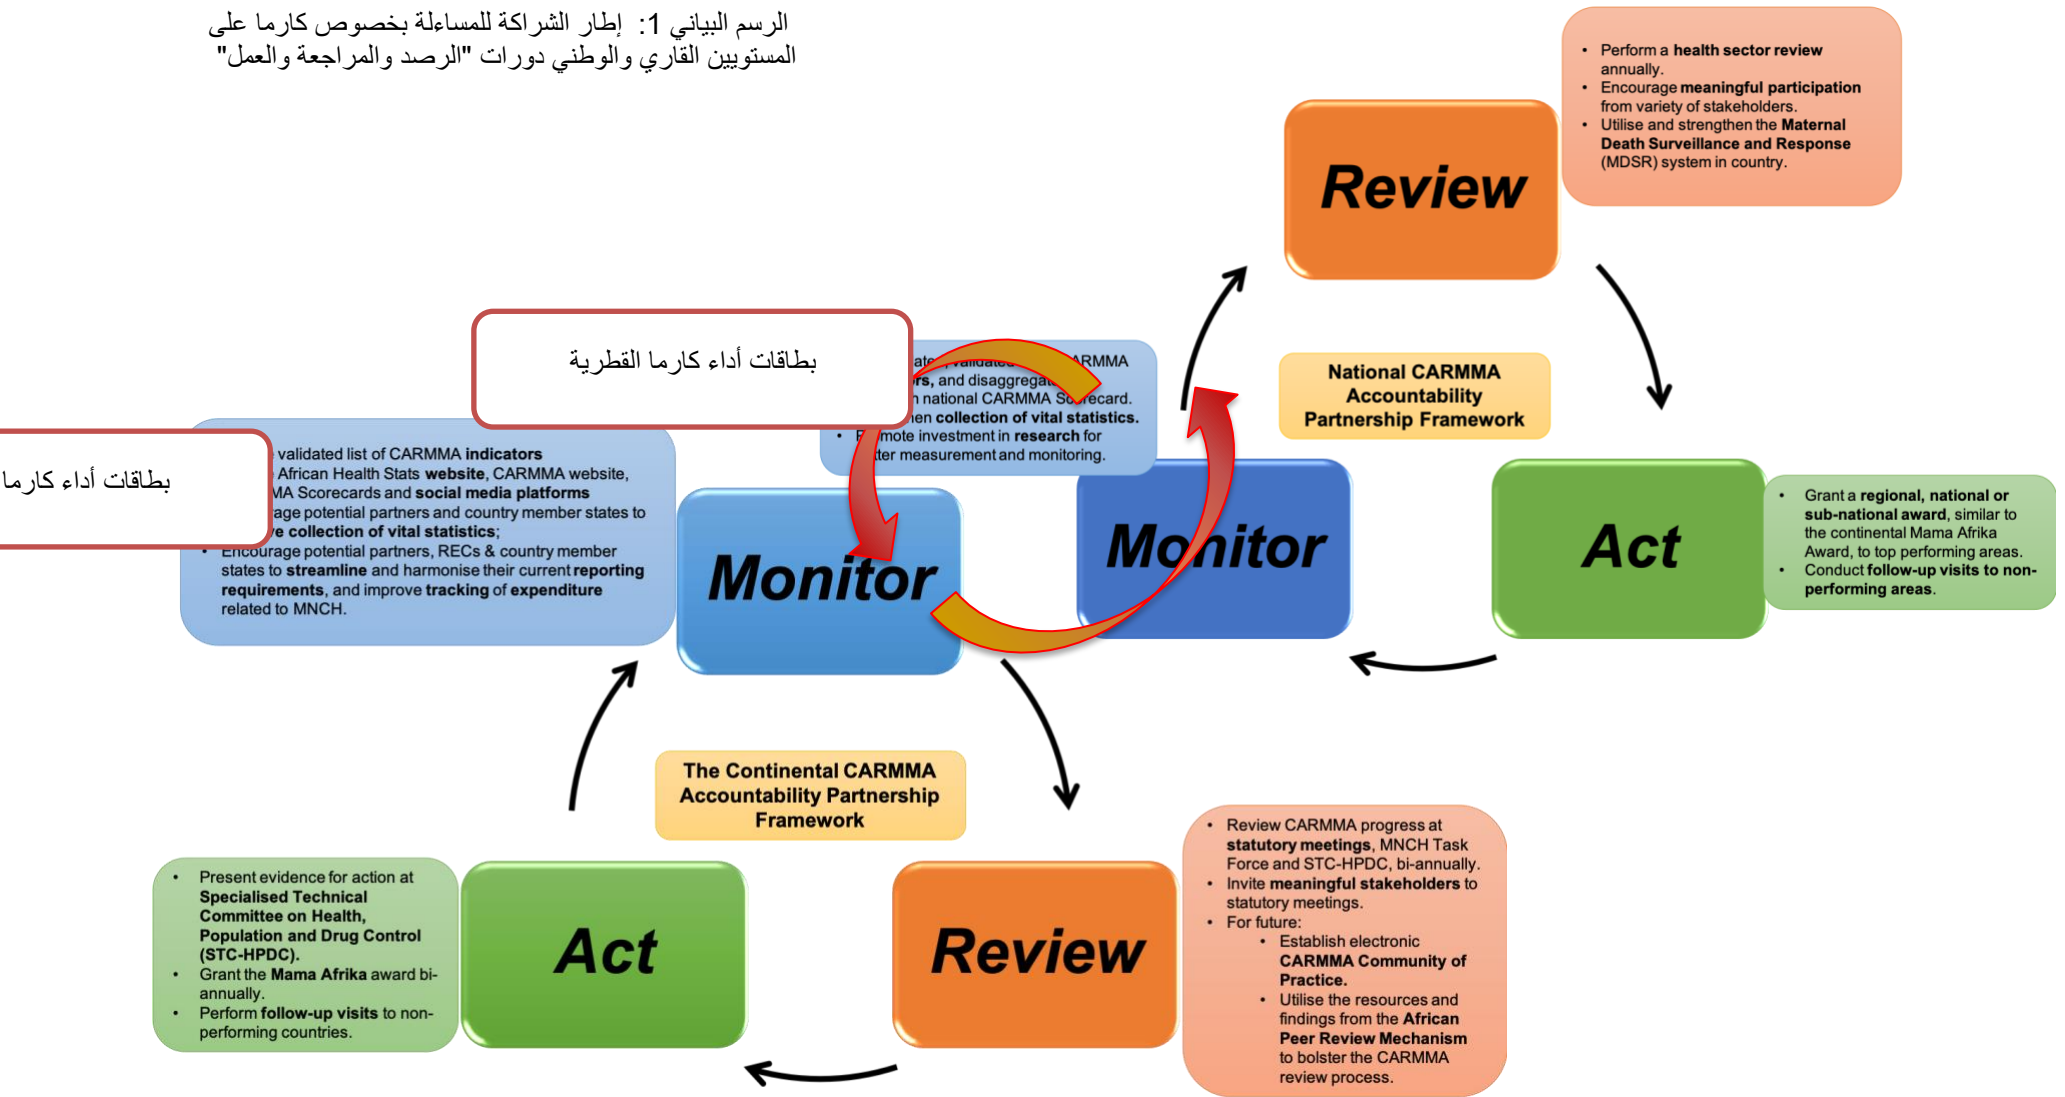 الرسم البياني 1: إطار الشراكة للمساءلة بخصوص كارما على
المستويين القاري والوطني دورات "الرصد والمراجعة والعمل"
• Perform a health sector review
annually.
• Encourage meaningful participation
from variety of stakeholders.
• Utilise and strengthen the Maternal
Death Surveillance and Response
(MDSR) system in country.
Review
بطاقات أداء كارما القطرية
and disaggrega
national CARMMA
collection of vital statistics.
• investment in research for
measurement and monitoring.
National CARMMA
Accountability
Partnership Framework
بطاقات أداء كارما
validated list of CARMMA indicators
African Health Stats website, CARMMA website,
Scorecards and social media platforms
potential partners and country member states to
collection of vital statistics;
• Encourage potential partners, RECs & country member
states to streamline and harmonise their current reporting
requirements, and improve tracking of expenditure
related to MNCH.
Monitor
Monitor
Act
• Grant a regional, national or
sub-national award, similar to
the continental Mama Afrika
Award, to top performing areas.
• Conduct follow-up visits to non-
performing areas.
The Continental CARMMA
Accountability Partnership
Framework
• Present evidence for action at
Specialised Technical
Committee on Health,
Population and Drug Control
(STC-HPDC).
• Grant the Mama Afrika award bi-
annually.
• Perform follow-up visits to non-
performing countries.
Act
Review
• Review CARMMA progress at
statutory meetings, MNCH Task
Force and STC-HPDC, bi-annually.
• Invite meaningful stakeholders to
statutory meetings.
• For future:
• Establish electronic
CARMMA Community of
Practice.
• Utilise the resources and
findings from the African
Peer Review Mechanism
to bolster the CARMMA
review process.